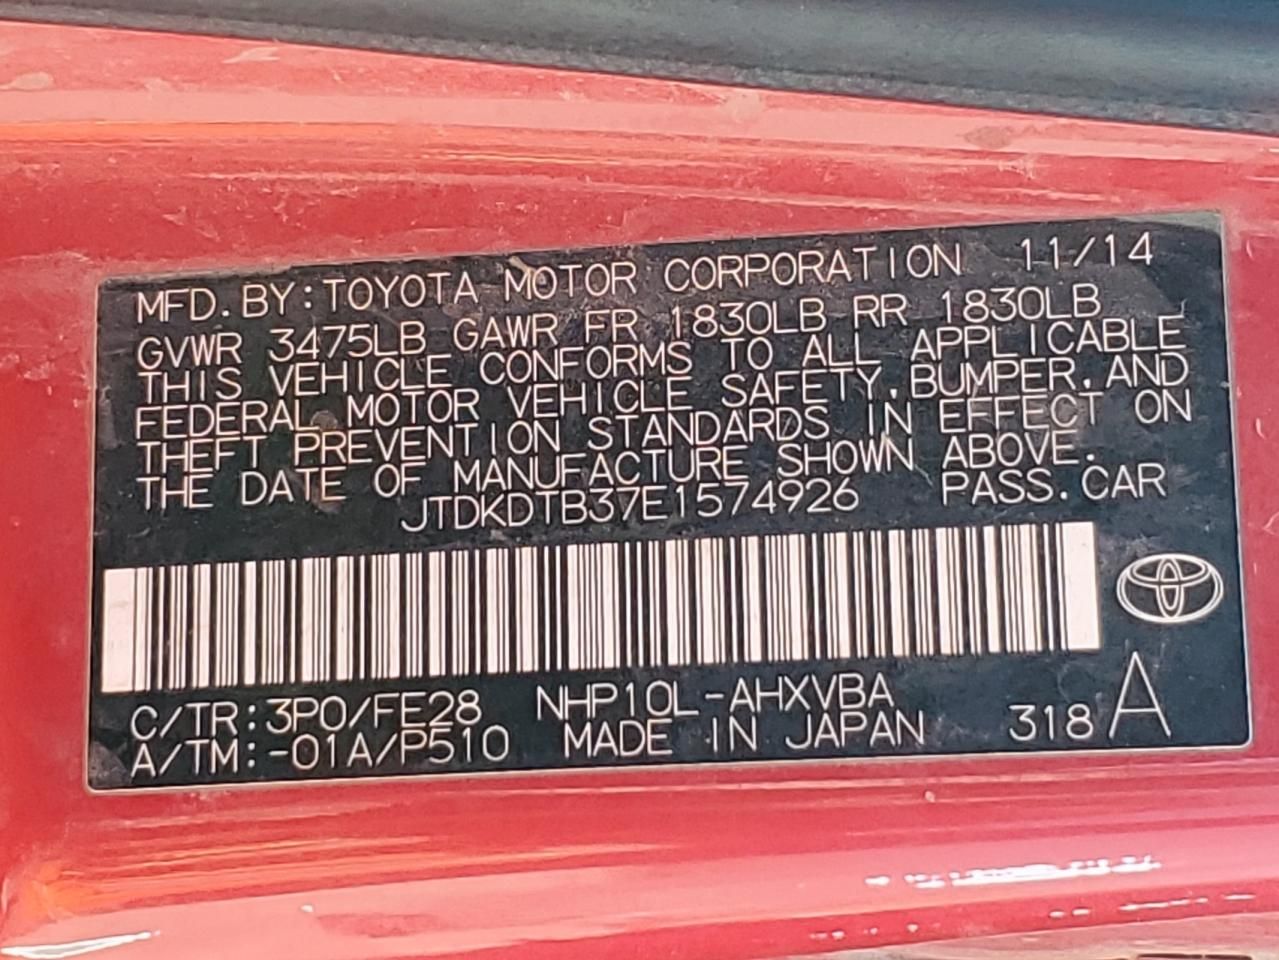 MFD. BY:TOYOTA MOTOR CORPORATION 11/14
GVWR 3475LB GAWR FR 1830LB RR 1830LB
THIS VEHICLE CONFORMS TO ALL APPLICABLE
FEDERAL MOTOR VEHICLE SAFETY, BUMPER, AND
THEFT PREVENTION STANDARDS IN EFFECT ON
THE DATE OF MANUFACTURE SHOWN ABOVE.
JTDKDTB37E1574926 PASS. CAR
C/TR:3P0/FE28 NHP10L-AHXVBA
A/TM:-01A/P510 MADE IN JAPAN 318 A